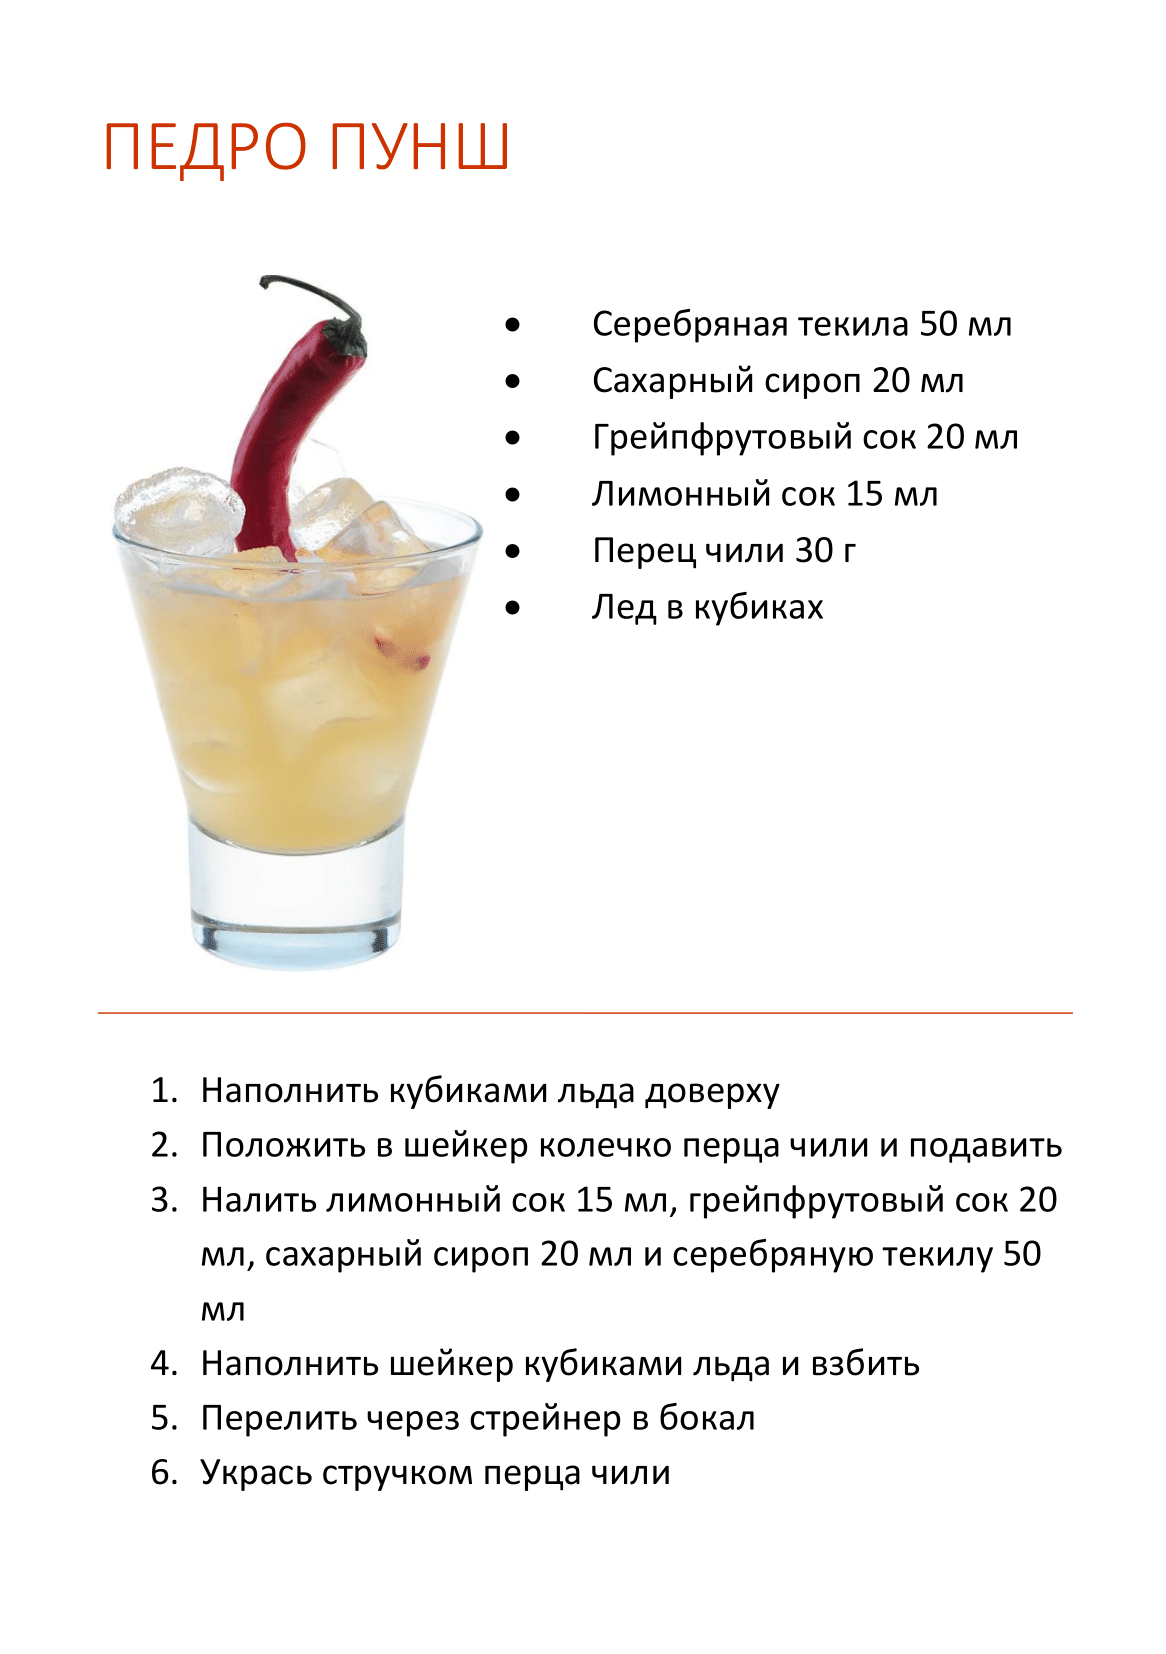 ПЕДРО ПУНШ
• Серебряная текила 50 мл
• Сахарный сироп 20 мл
• Грейпфрутовый сок 20 мл
• Лимонный сок 15 мл
• Перец чили 30 г
• Лед в кубиках
1. Наполнить кубиками льда доверху
2. Положить в шейкер колечко перца чили и подавить
3. Налить лимонный сок 15 мл, грейпфрутовый сок 20
мл, сахарный сироп 20 мл и серебряную текилу 50
мл
4. Наполнить шейкер кубиками льда и взбить
5. Перелить через стрейнер в бокал
6. Укрась стручком перца чили